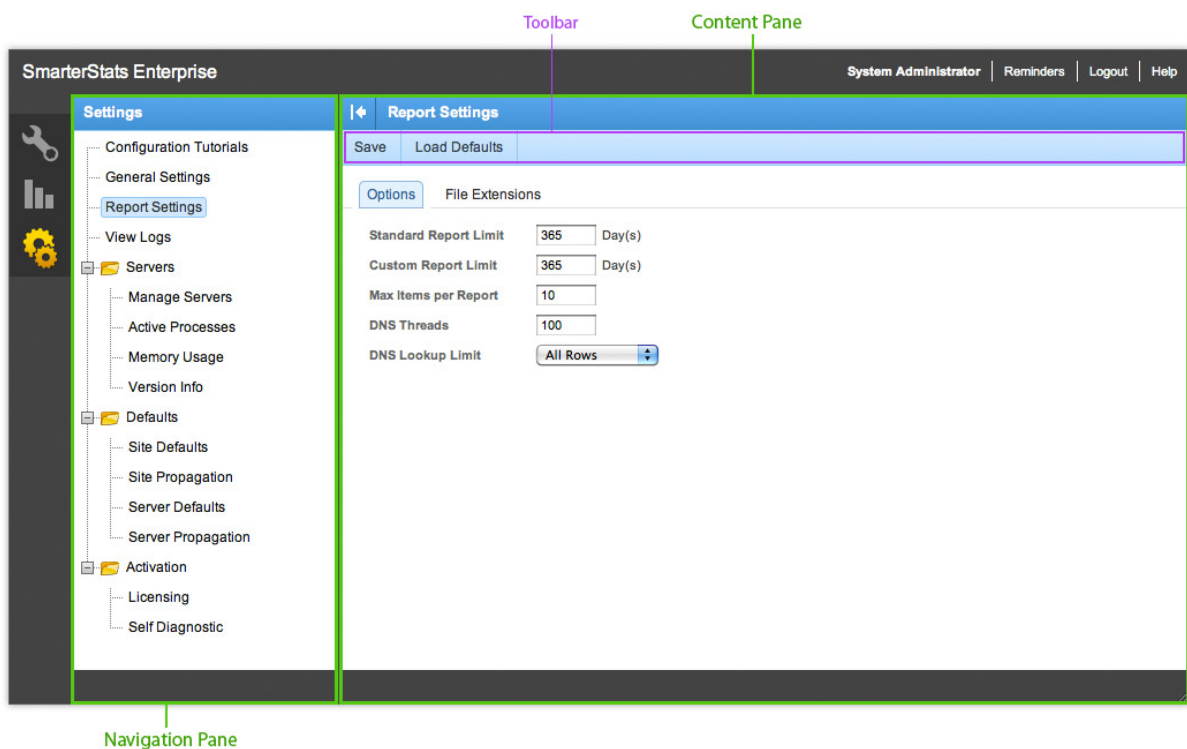 Toolbar
Content Pane
SmarterStats Enterprise
System Administrator
Reminders
Logout
Help
Settings
Configuration Tutorials
General Settings
Report Settings
View Logs
Servers
Manage Servers
Active Processes
Memory Usage
Version Info
Defaults
Site Defaults
Site Propagation
Server Defaults
Server Propagation
Activation
Licensing
Self Diagnostic
Report Settings
Save Load Defaults
Options File Extensions
Standard Report Limit 365 Day(s)
Custom Report Limit 365 Day(s)
Max Items per Report 10
DNS Threads 100
DNS Lookup Limit All Rows
Navigation Pane